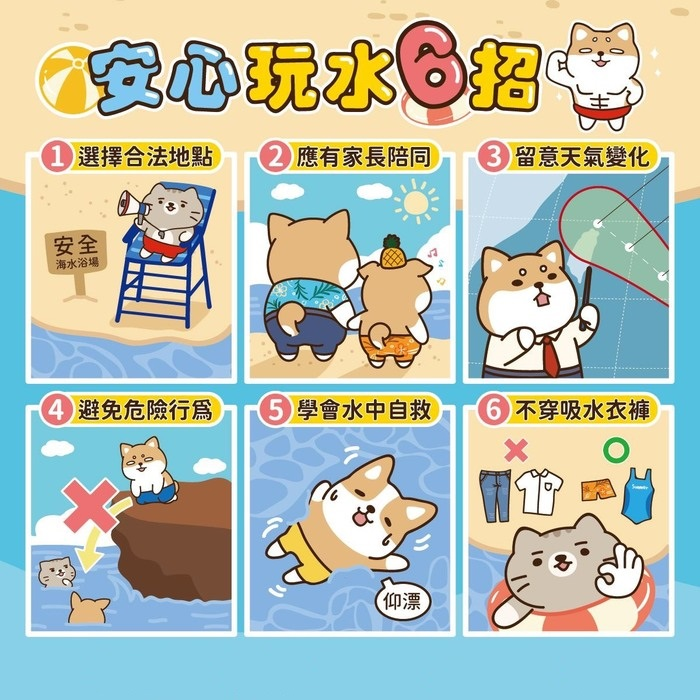 安心玩水6招
1 選擇合法地點
2 應有家長陪同
3 留意天氣變化
安全
海水浴場
4 避免危險行為
5 學會水中自救
6 不穿吸水衣褲
仰漂